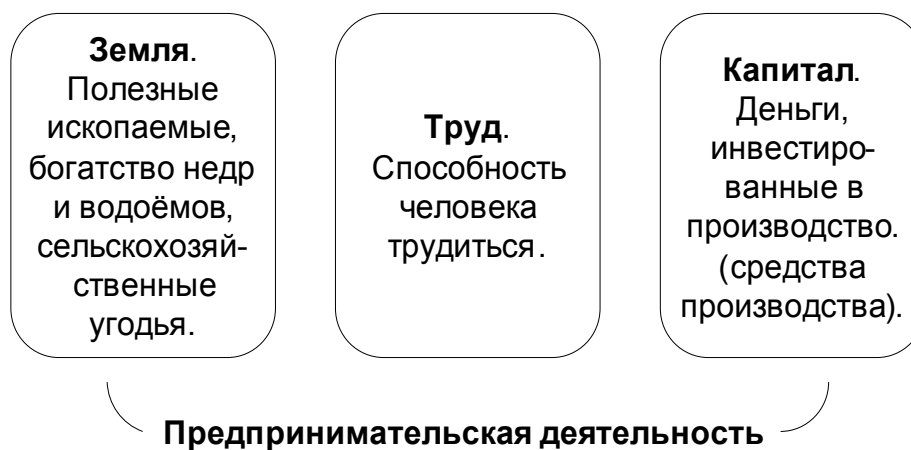 Земля.
Полезные
ископаемые,
богатство недр
и водоёмов,
сельскохозяй-
ственные
угодья.
Труд.
Способность
человека
трудиться.
Капитал.
Деньги,
инвестиро-
ванные в
производство.
(средства
производства).
Предпринимательская деятельность